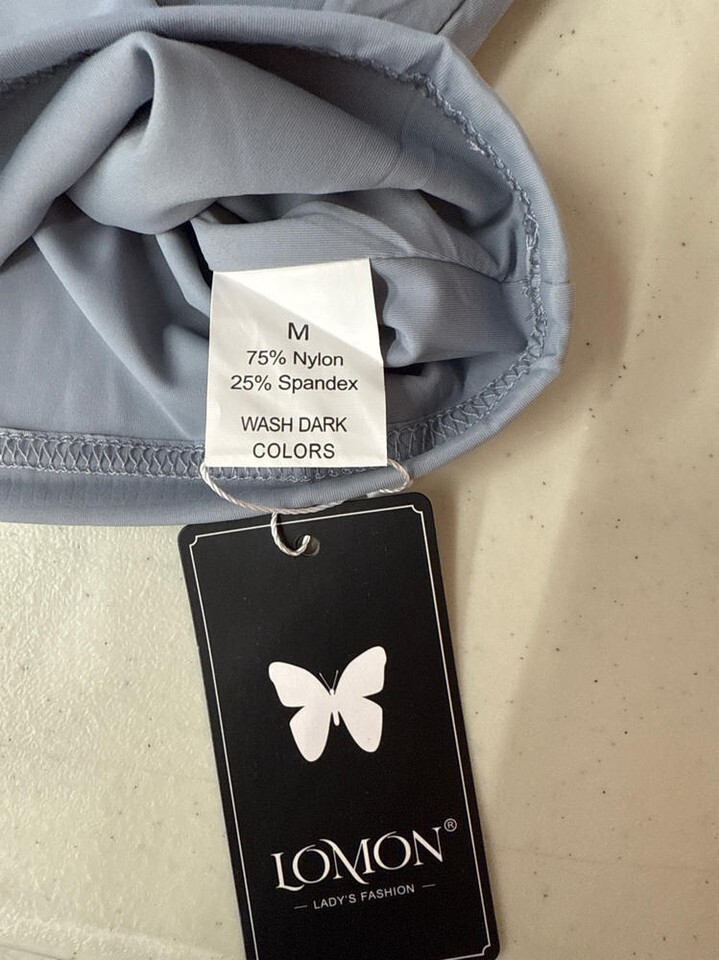 M
75% Nylon
25% Spandex
WASH DARK
COLORS
LOMON®
— LADY'S FASHION —